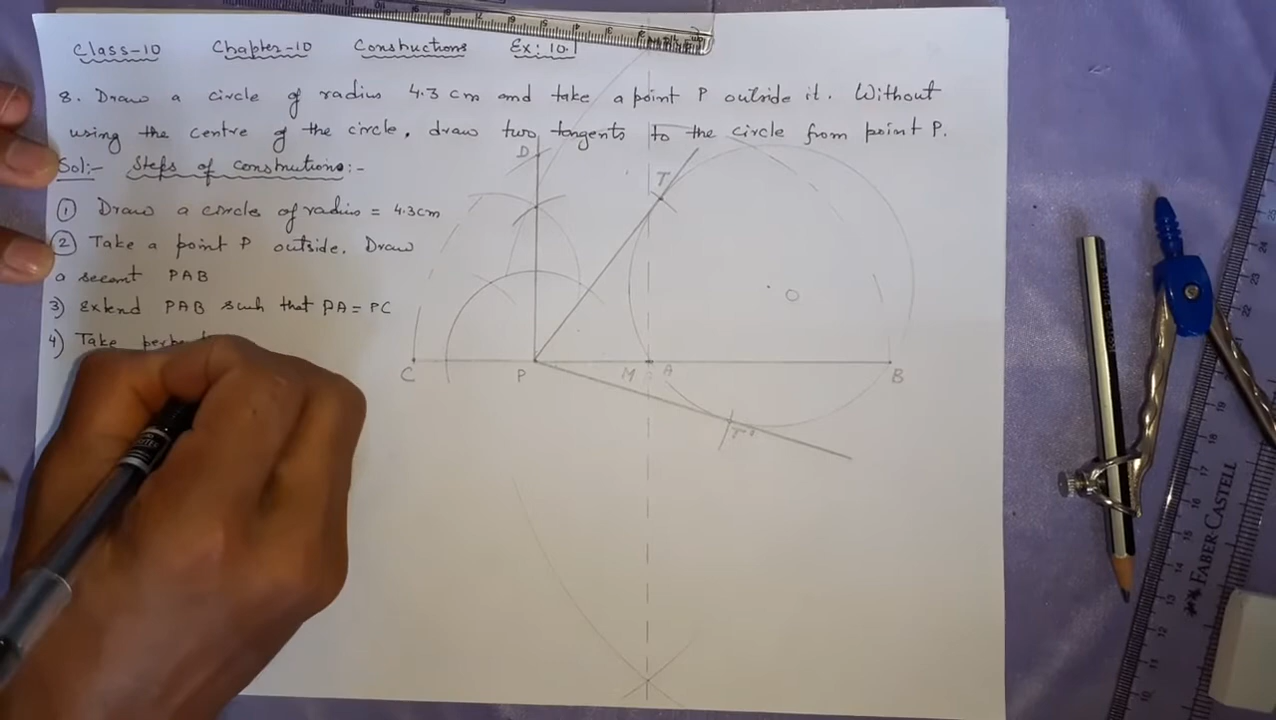 Class-10 Chapter-10 Constructions Ex: 10.1
8. Draw a circle of radius 4.3 cm and take a point P outside it. Without
using the centre of the circle, draw two tangents to the circle from point P.
Sol:- Steps of constructions:-
① Draw a circles of radius = 4.3cm
② Take a point P outside. Draw
a secant PAB
3) Extend PAB such that PA = PC
4) Take
D
T
O
C P M A B
FABER-CASTELL